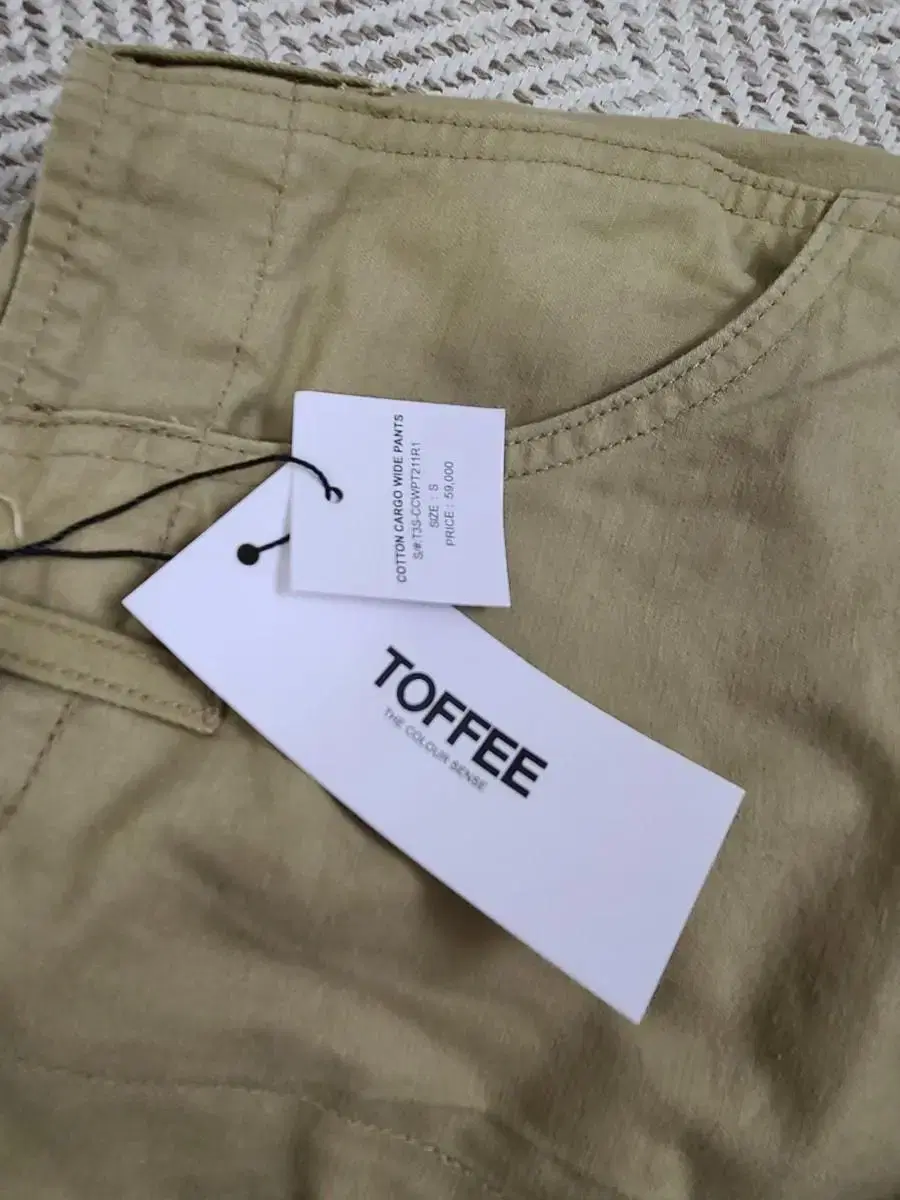 COTTON CARGO WIDE PANTS
S/#:T3S-CCWPT211R1
SIZE : S
PRICE : 59,000
TOFFEE
THE COLOUR SENSE